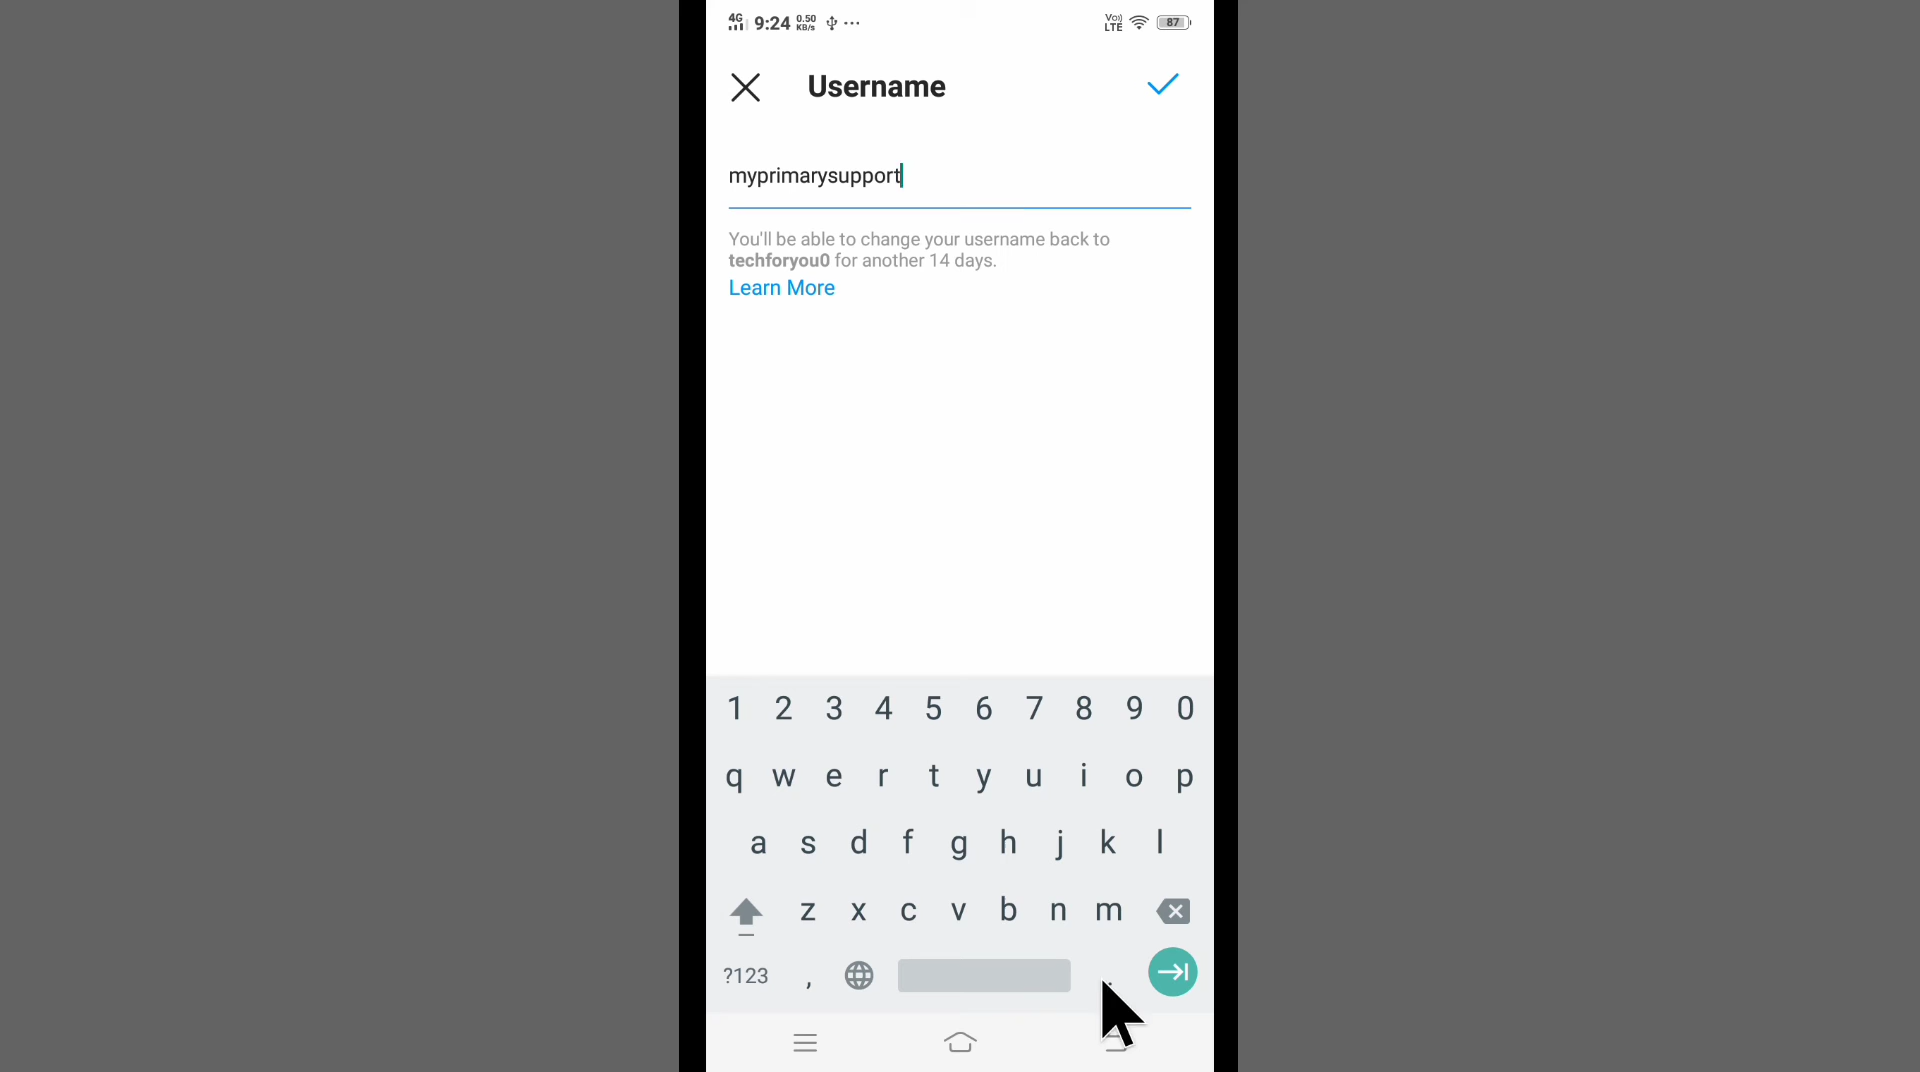 4G 9:24 0.50 KB/s ... Vo)) LTE 87
Username
myprimarysupport
You'll be able to change your username back to
techforyou0 for another 14 days.
Learn More
1 2 3 4 5 6 7 8 9 0
q w e r t y u i o p
a s d f g h j k l
z x c v b n m
?123 , .